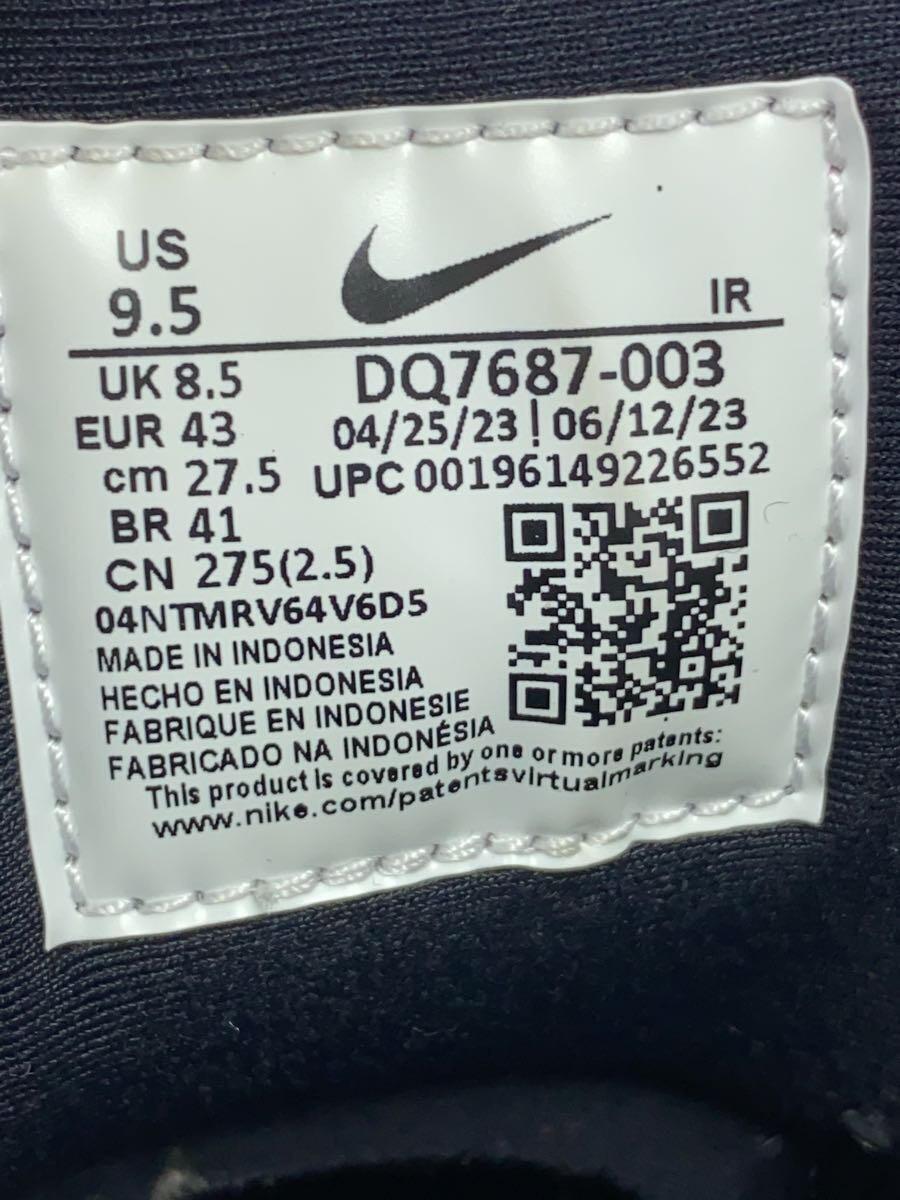 US
9.5
IR
UK 8.5
EUR 43
cm 27.5
BR 41
CN 275(2.5)
DQ7687-003
04/25/23 | 06/12/23
UPC 00196149226552
04NTMRV64V6D5
MADE IN INDONESIA
HECHO EN INDONESIA
FABRIQUE EN INDONESIE
FABRICADO NA INDONÉSIA
This product is covered by one or more patents:
www.nike.com/patentsvirtualmarking